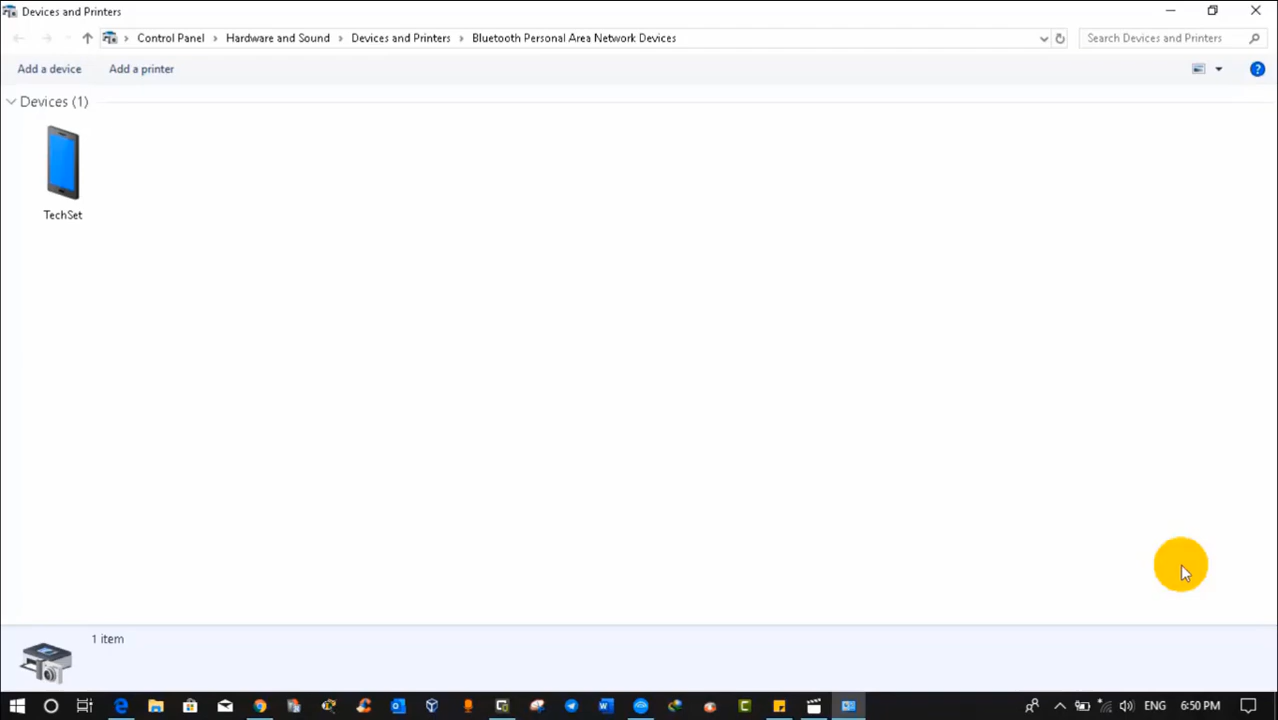 Devices and Printers
Control Panel > Hardware and Sound > Devices and Printers > Bluetooth Personal Area Network Devices
Search Devices and Printers
Add a device
Add a printer
Devices (1)
TechSet
1 item
ENG
6:50 PM